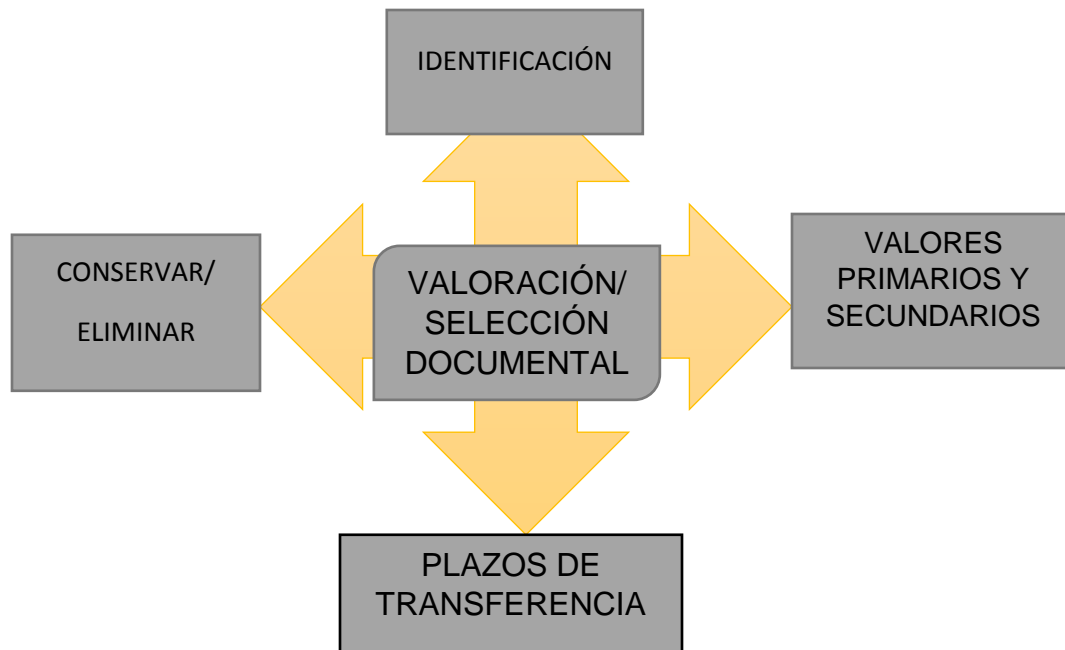 IDENTIFICACIÓN
CONSERVAR/
ELIMINAR
VALORACIÓN/
SELECCIÓN
DOCUMENTAL
VALORES
PRIMARIOS Y
SECUNDARIOS
PLAZOS DE
TRANSFERENCIA